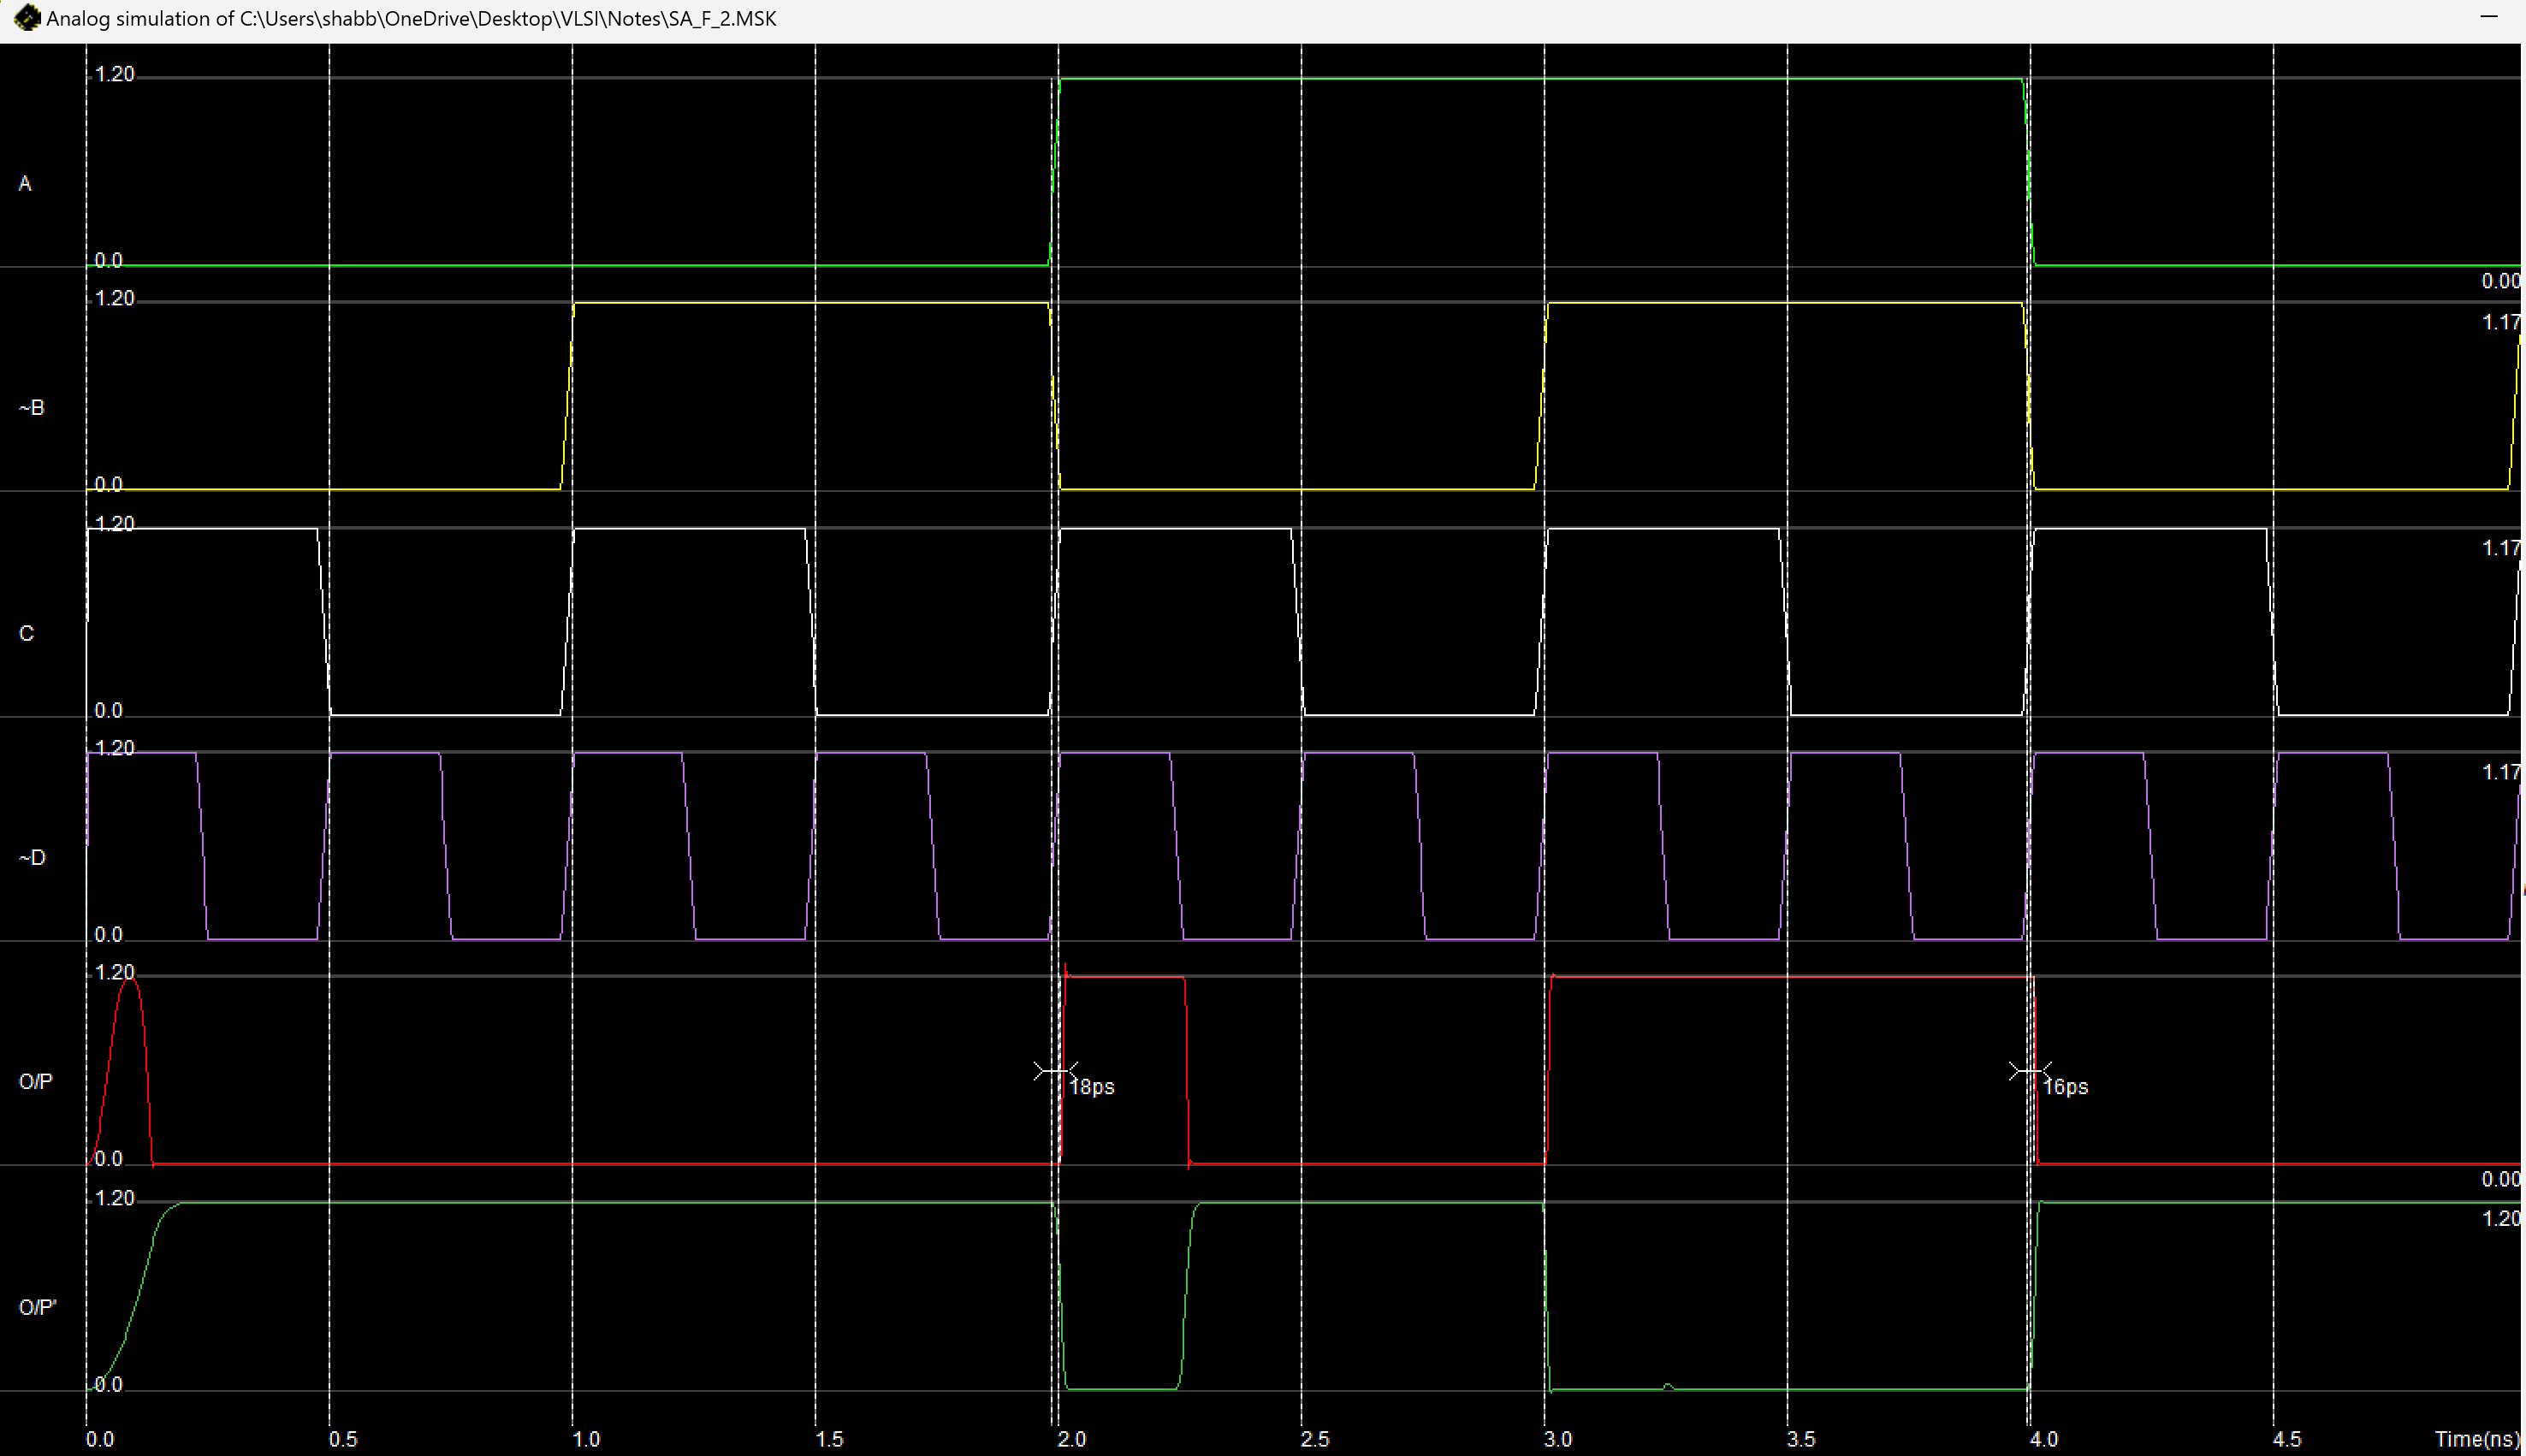 Analog simulation of C:\Users\shabb\OneDrive\Desktop\VLSI\Notes\SA_F_2.MSK
1.20
A
0.0
0.00
1.20
1.17
~B
0.0
1.20
1.17
C
0.0
1.20
1.17
~D
0.0
1.20
O/P
18ps
16ps
0.0
0.00
1.20
1.20
O/P'
0.0
0.0 0.5 1.0 1.5 2.0 2.5 3.0 3.5 4.0 4.5 Time(ns)